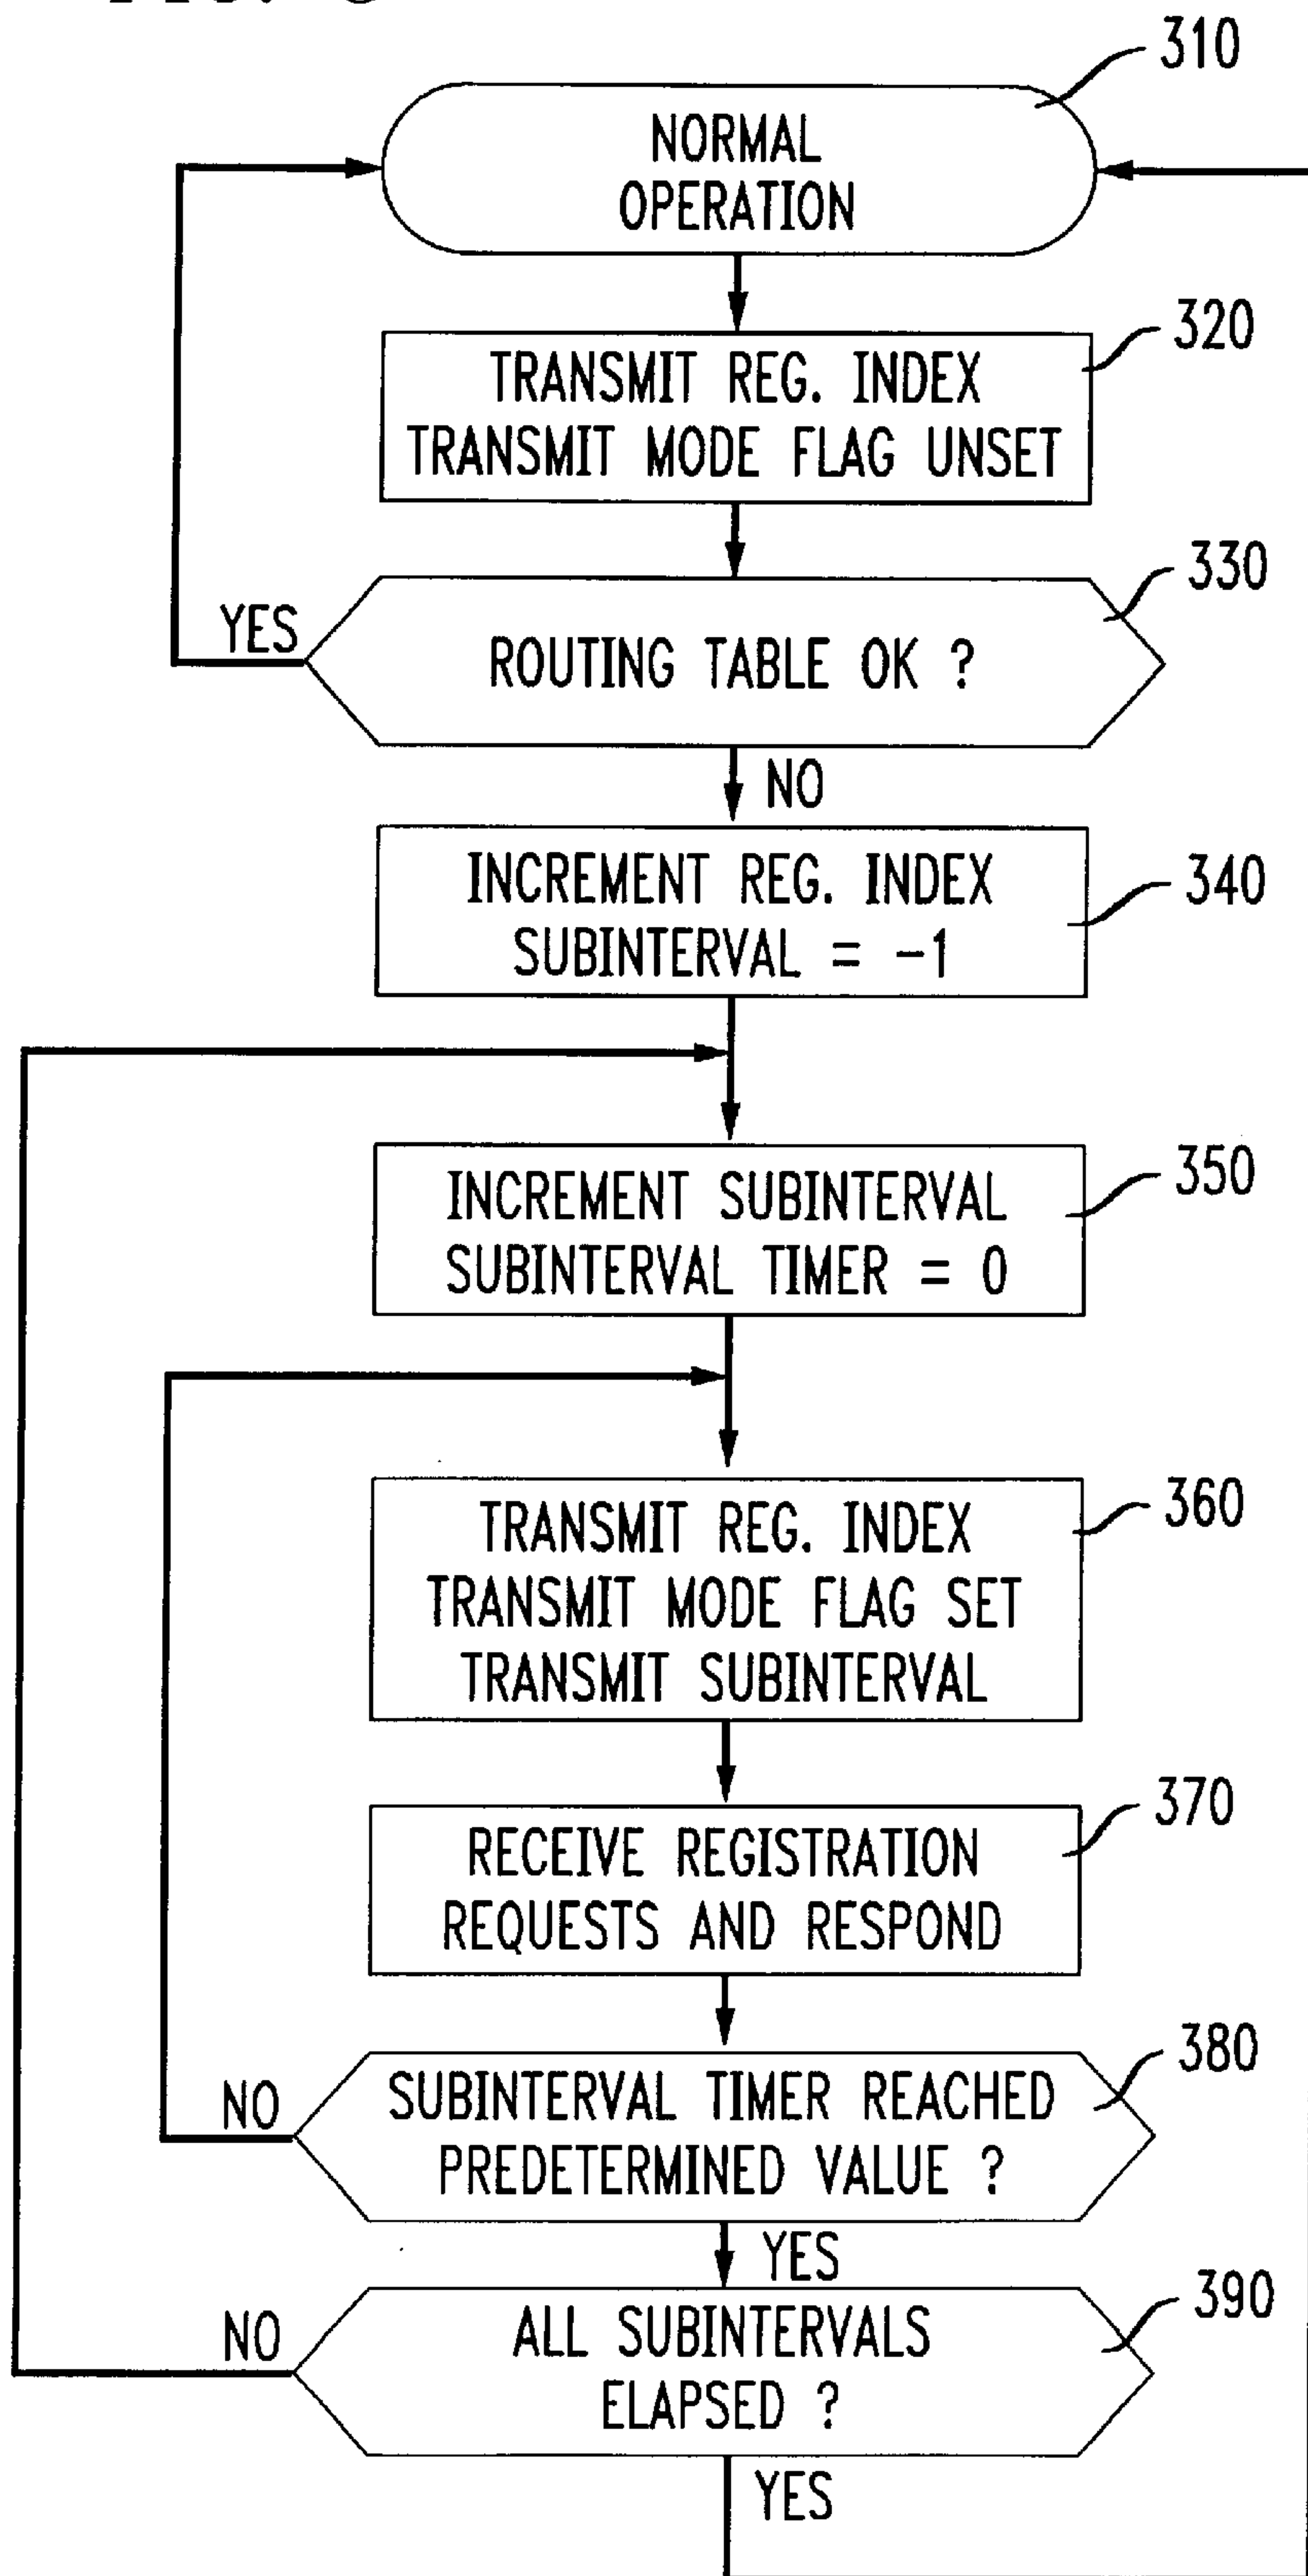 310
NORMAL
OPERATION
320
TRANSMIT REG. INDEX
TRANSMIT MODE FLAG UNSET
330
YES
ROUTING TABLE OK ?
NO
340
INCREMENT REG. INDEX
SUBINTERVAL = -1
350
INCREMENT SUBINTERVAL
SUBINTERVAL TIMER = 0
360
TRANSMIT REG. INDEX
TRANSMIT MODE FLAG SET
TRANSMIT SUBINTERVAL
370
RECEIVE REGISTRATION
REQUESTS AND RESPOND
380
NO
SUBINTERVAL TIMER REACHED
PREDETERMINED VALUE ?
YES
390
NO
ALL SUBINTERVALS
ELAPSED ?
YES